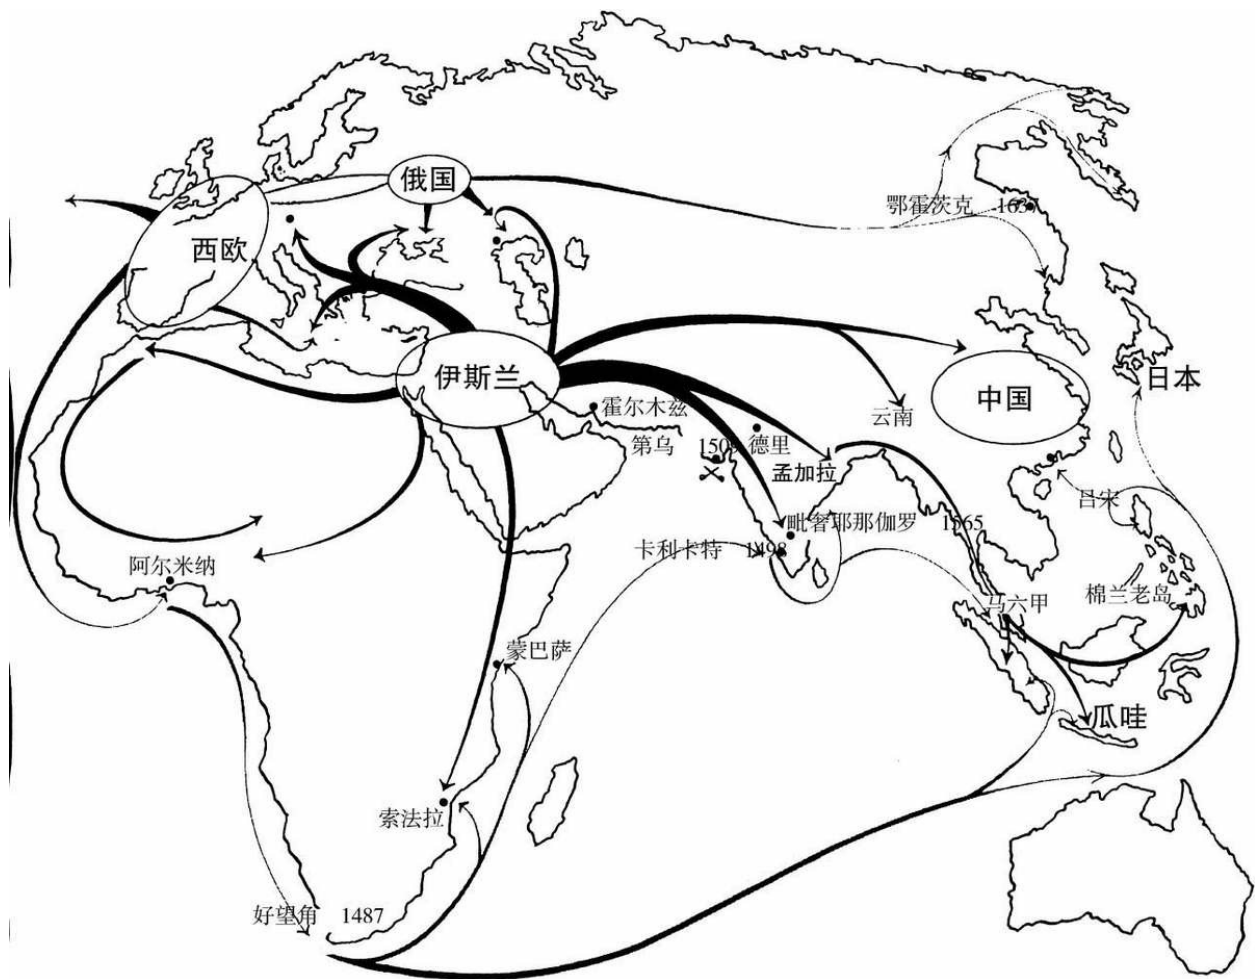 俄国
鄂霍茨克 1637
西欧
伊斯兰
日本
中国
霍尔木兹
云南
第乌 1509 德里
孟加拉
吕宋
毗奢耶那伽罗 1565
卡利卡特 1498
阿尔米纳
棉兰老岛
马六甲
蒙巴萨
瓜哇
索法拉
好望角 1487